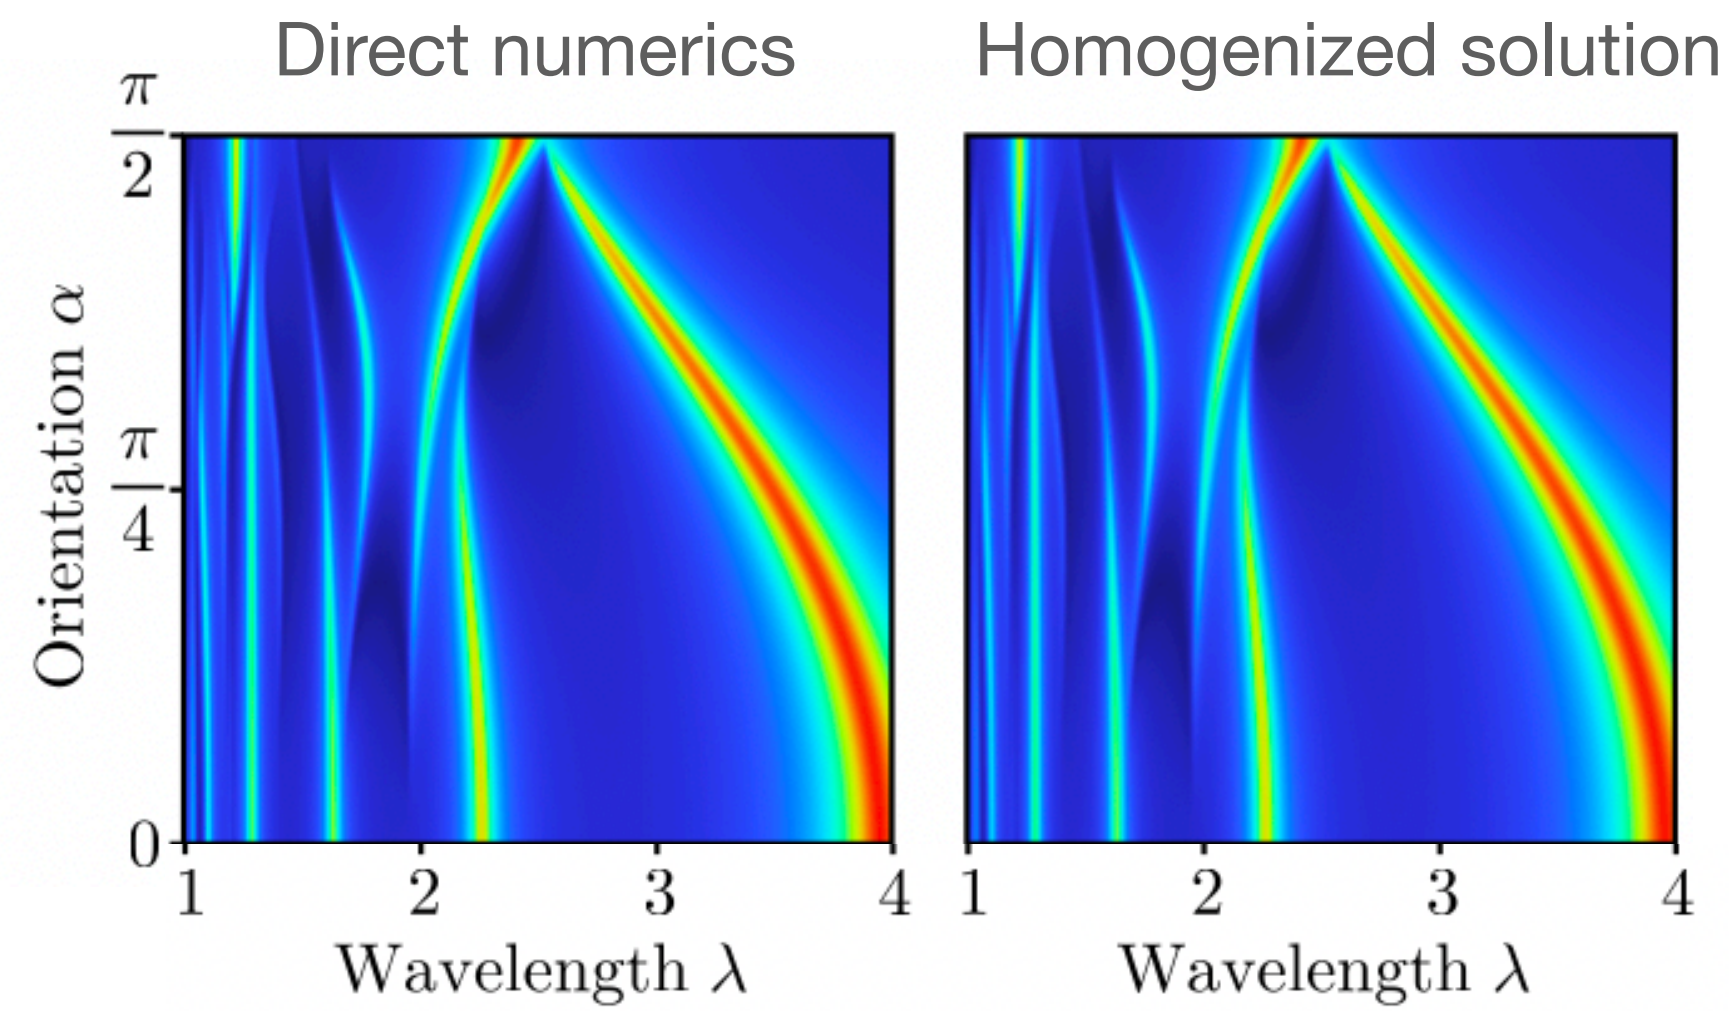 Direct numerics
Homogenized solution
π
2
Orientation α
π
4
0
1 2 3 4
1 2 3 4
Wavelength λ
Wavelength λ